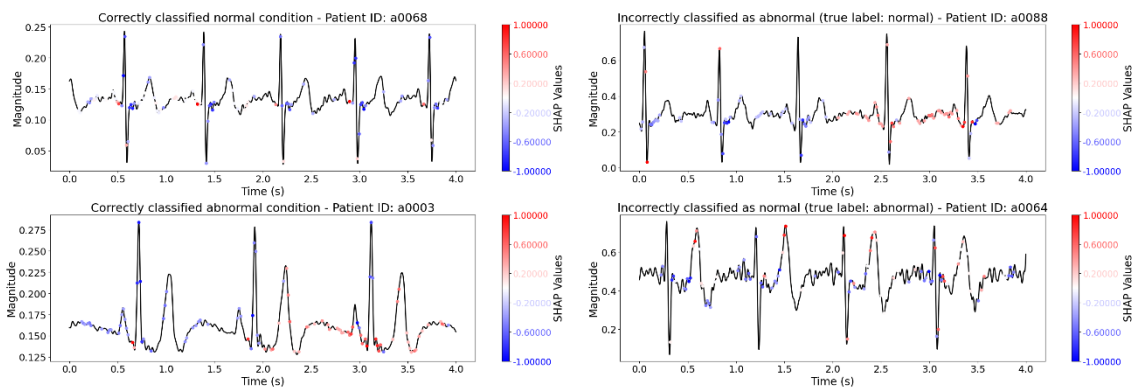 Correctly classified normal condition - Patient ID: a0068
0.25
0.20
0.15
0.10
0.05
Magnitude
0.0 0.5 1.0 1.5 2.0 2.5 3.0 3.5 4.0
Time (s)
1.00000
0.60000
0.20000
-0.20000
-0.60000
-1.00000
SHAP Values
Incorrectly classified as abnormal (true label: normal) - Patient ID: a0088
0.6
0.4
0.2
0.0
Magnitude
0.0 0.5 1.0 1.5 2.0 2.5 3.0 3.5 4.0
Time (s)
1.00000
0.60000
0.20000
-0.20000
-0.60000
-1.00000
SHAP Values
Correctly classified abnormal condition - Patient ID: a0003
0.275
0.250
0.225
0.200
0.175
0.150
0.125
Magnitude
0.0 0.5 1.0 1.5 2.0 2.5 3.0 3.5 4.0
Time (s)
1.00000
0.60000
0.20000
-0.20000
-0.60000
-1.00000
SHAP Values
Incorrectly classified as normal (true label: abnormal) - Patient ID: a0064
0.6
0.4
0.2
Magnitude
0.0 0.5 1.0 1.5 2.0 2.5 3.0 3.5 4.0
Time (s)
1.00000
0.60000
0.20000
-0.20000
-0.60000
-1.00000
SHAP Values